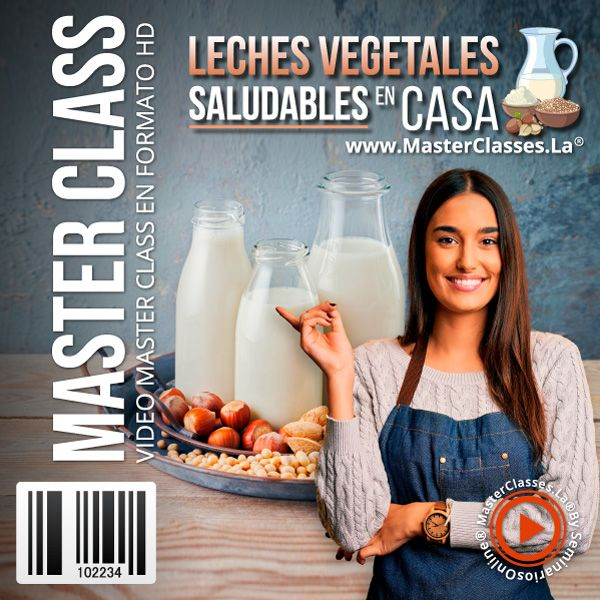 MASTER CLASS
VIDEO MASTER CLASS EN FORMATO HD
LECHES VEGETALES
SALUDABLES EN CASA
www.MasterClasses.La®
102234
MasterClasses.La®By SeminariosOnline®